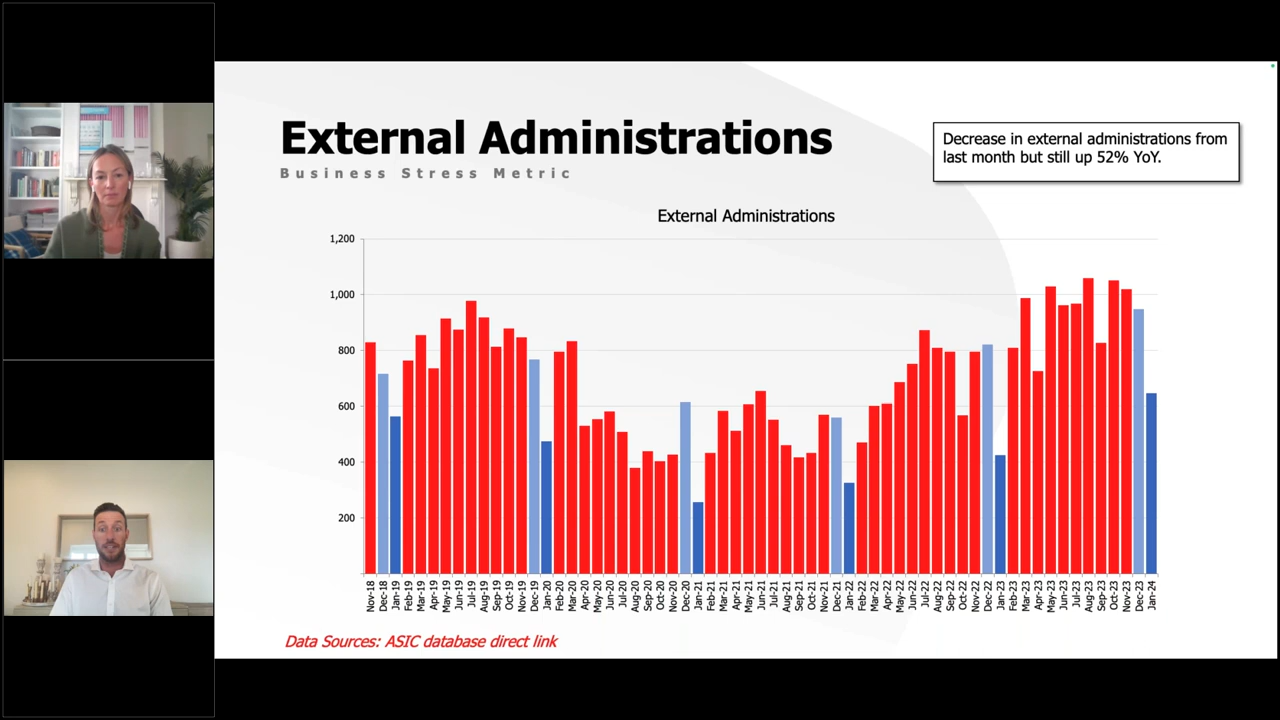 External Administrations
Business Stress Metric
Decrease in external administrations from
last month but still up 52% YoY.
External Administrations
1,200
1,000
800
600
400
200
Nov-18
Dec-18
Jan-19
Feb-19
Mar-19
Apr-19
May-19
Jun-19
Jul-19
Aug-19
Sep-19
Oct-19
Nov-19
Dec-19
Jan-20
Feb-20
Mar-20
Apr-20
May-20
Jun-20
Jul-20
Aug-20
Sep-20
Oct-20
Nov-20
Dec-20
Jan-21
Feb-21
Mar-21
Apr-21
May-21
Jun-21
Jul-21
Aug-21
Sep-21
Oct-21
Nov-21
Dec-21
Jan-22
Feb-22
Mar-22
Apr-22
May-22
Jun-22
Jul-22
Aug-22
Sep-22
Oct-22
Nov-22
Dec-22
Jan-23
Feb-23
Mar-23
Apr-23
May-23
Jun-23
Jul-23
Aug-23
Sep-23
Oct-23
Nov-23
Dec-23
Jan-24
Data Sources: ASIC database direct link